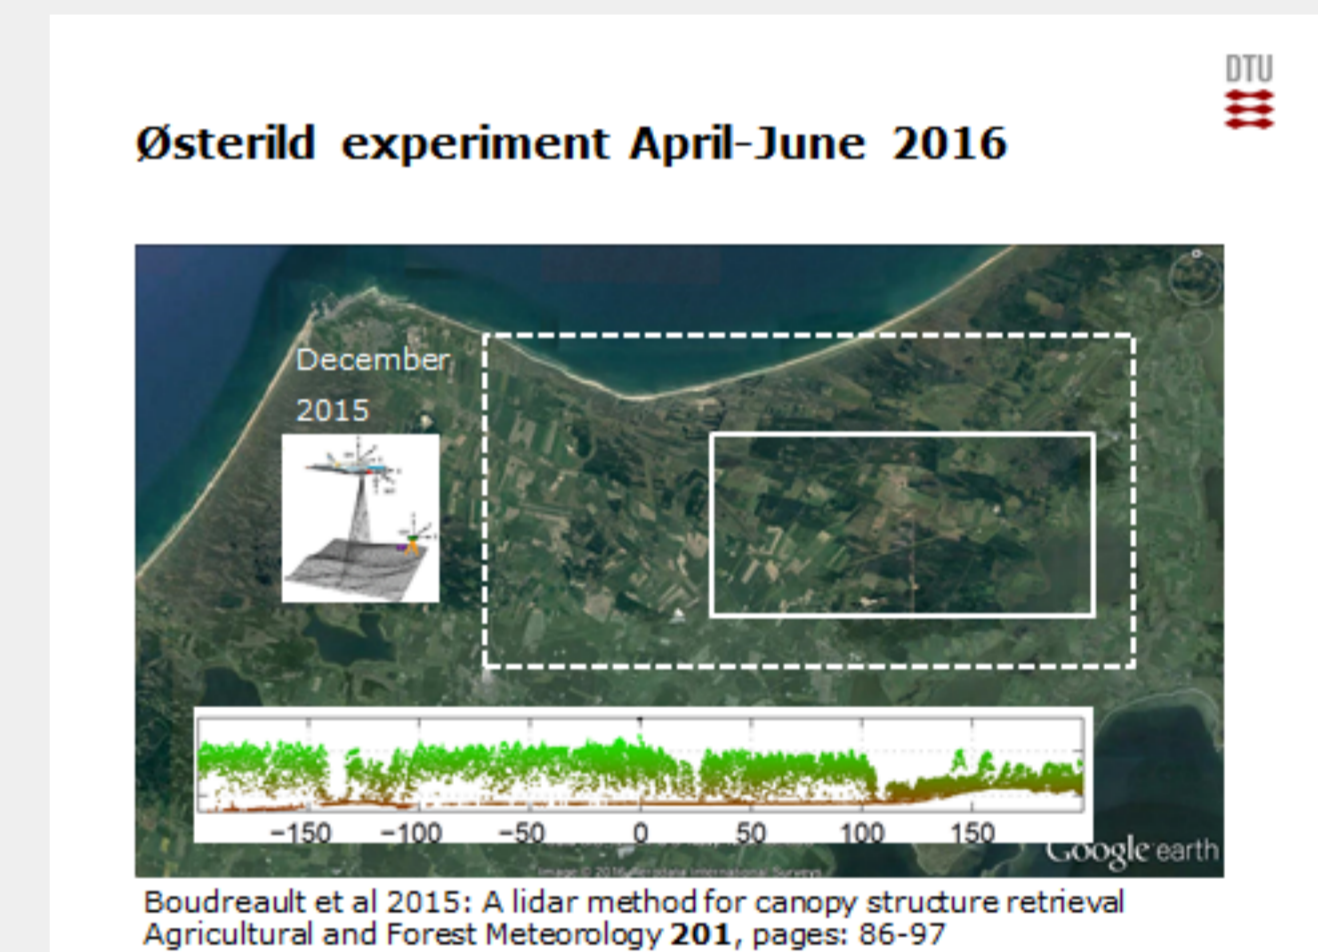 DTU
Østerild experiment April-June 2016
December
2015
−150 −100 −50 0 50 100 150
Google earth
Boudreault et al 2015: A lidar method for canopy structure retrieval
Agricultural and Forest Meteorology 201, pages: 86-97